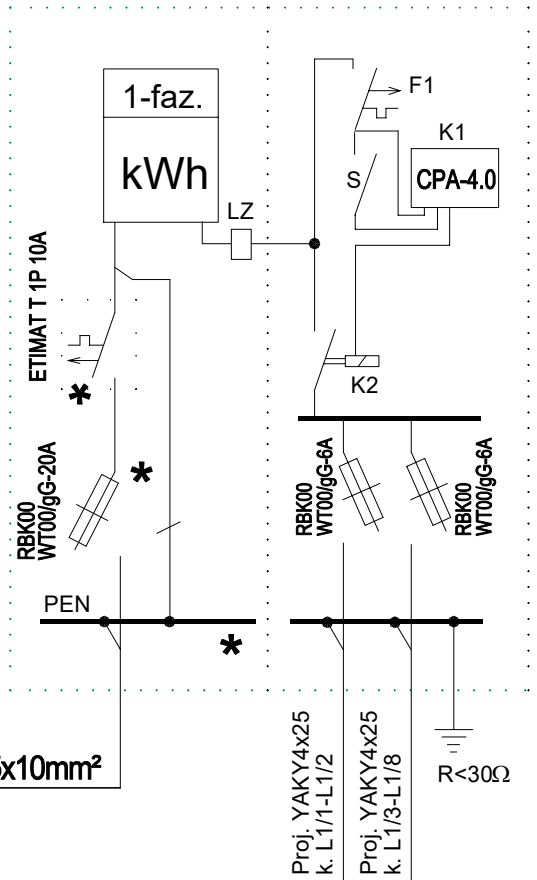 1-faz.
kWh
LZ
F1
K1
CPA-4.0
S
K2
ETIMAT T 1P 10A
*
RBK00
WT00/gG-20A
*
RBK00
WT00/gG-6A
RBK00
WT00/gG-6A
PEN
*
x10mm²
Proj. YAKY4x25
k. L1/1-L1/2
Proj. YAKY4x25
k. L1/3-L1/8
R<30Ω